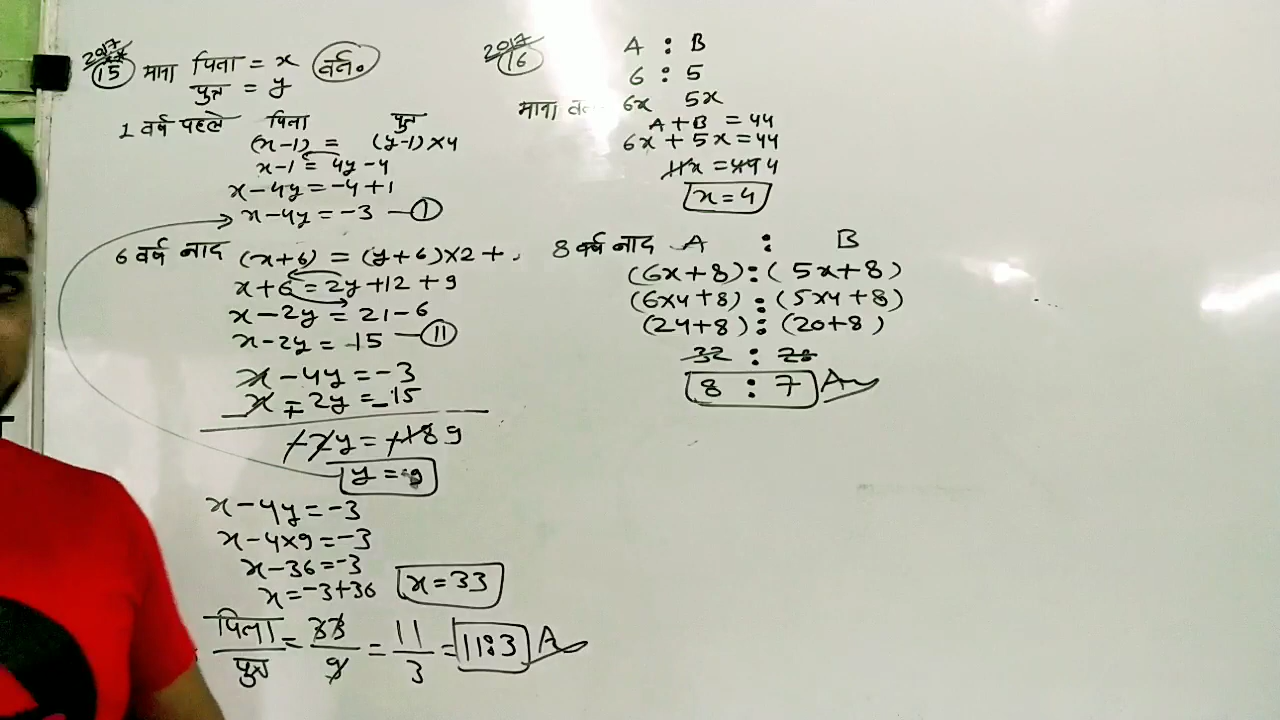 2017
15 माना पिता = x वर्ष०
पुत्र = y
1 वर्ष पहले पिता पुत्र
(x-1) = (y-1)×4
x-1 = 4y-4
x-4y = -4+1
x-4y = -3 — I
6 वर्ष बाद (x+6) = (y+6)×2+
x+6 = 2y+12+9
x-2y = 21-6
x-2y = 15 — II
x-4y = -3
x-2y = 15
-2y = -18 9
y = 9
x-4y = -3
x-4×9 = -3
x-36 = -3
x = -3+36 x = 33
पिता/पुत्र = 33/9 = 11/3 = 11:3 A
2017
16 A : B
6 : 5
माना 6x 5x
A+B = 44
6x+5x = 44
11x = 44 4
x = 4
8 वर्ष बाद A : B
(6x+8) : (5x+8)
(6×4+8) : (5×4+8)
(24+8) : (20+8)
32 : 28
8 : 7 A